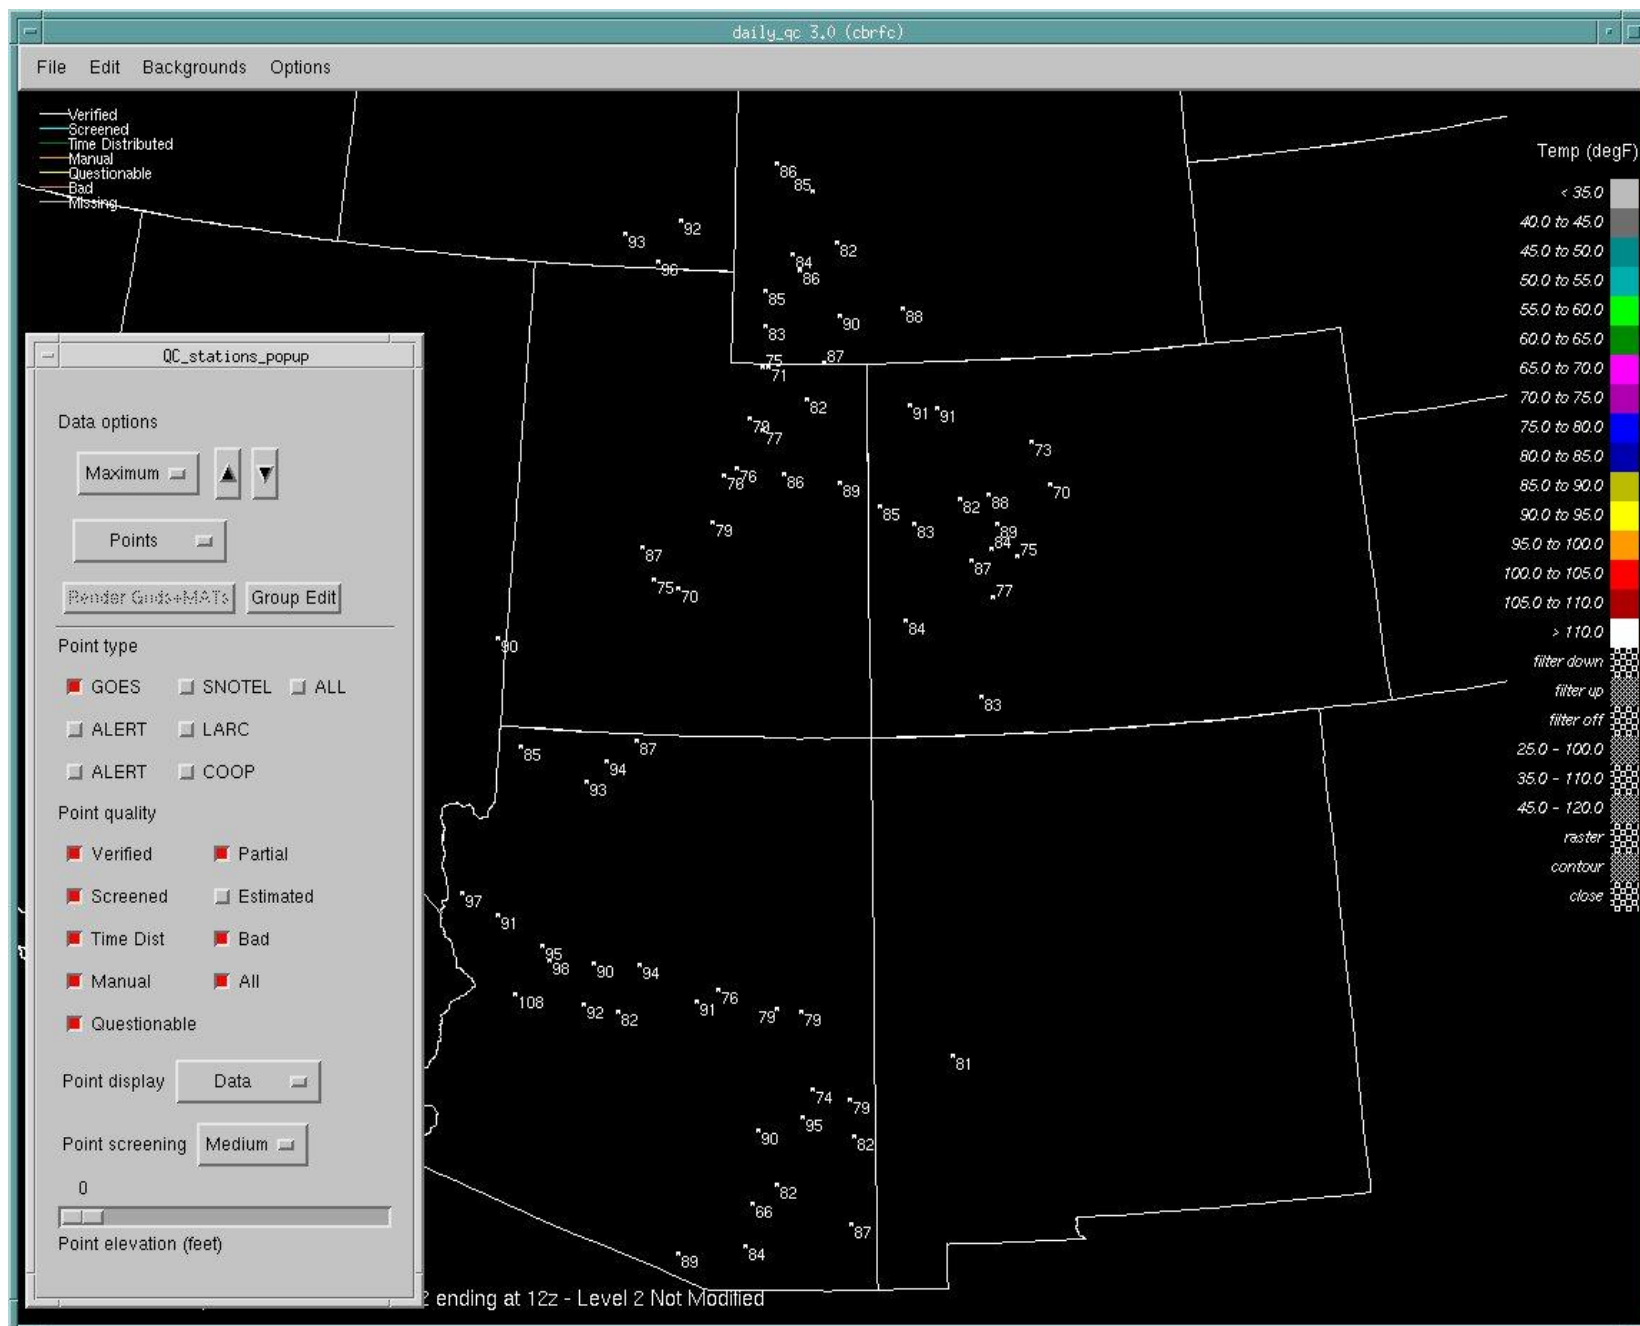 daily_qc 3.0 (cbrfc)
File Edit Backgrounds Options
Verified
Screened
Time Distributed
Manual
Questionable
Bad
Missing
Temp (degF)
< 35.0
40.0 to 45.0
45.0 to 50.0
50.0 to 55.0
55.0 to 60.0
60.0 to 65.0
65.0 to 70.0
70.0 to 75.0
75.0 to 80.0
80.0 to 85.0
85.0 to 90.0
90.0 to 95.0
95.0 to 100.0
100.0 to 105.0
105.0 to 110.0
> 110.0
filter down
filter up
filter off
25.0 - 100.0
35.0 - 110.0
45.0 - 120.0
raster
contour
close
86
85
92
93
96
82
84
86
85
90
88
83
75
87
71
82
91 91
78
77
73
76
76
86
89
70
82 88
85
79
83
89
84
75
87
87
75
70
77
84
90
83
87
85
94
93
97
91
95
98
90
94
108
92
82
76
91
79
79
81
74
79
95
90
82
82
66
87
84
89
QC_stations_popup
Data options
Maximum
Points
Render Grids+MATs Group Edit
Point type
GOES SNOTEL ALL
ALERT LARC
ALERT COOP
Point quality
Verified Partial
Screened Estimated
Time Dist Bad
Manual All
Questionable
Point display Data
Point screening Medium
0
Point elevation (feet)
2 ending at 12z - Level 2 Not Modified